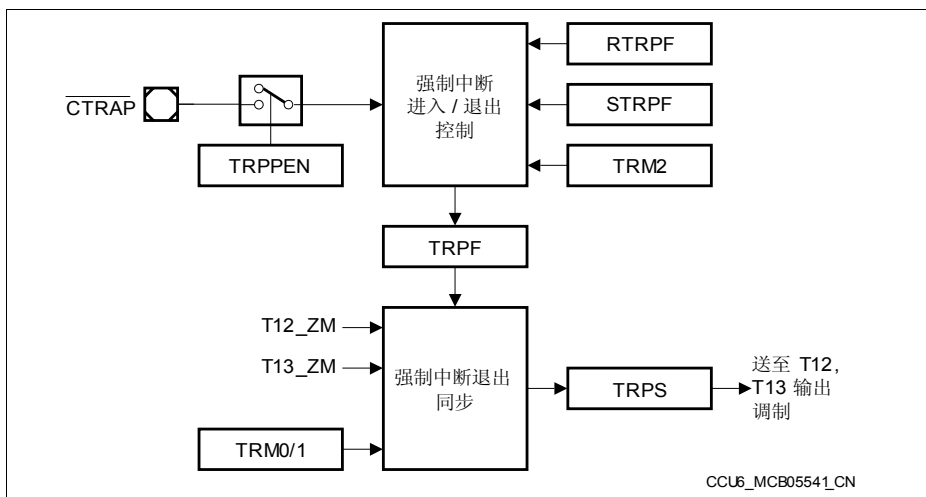 CTRAP
TRPPEN
强制中断
进入 / 退出
控制
RTRPF
STRPF
TRM2
TRPF
T12_ZM
T13_ZM
TRM0/1
强制中断退出
同步
TRPS
送至 T12,
T13 输出
调制
CCU6_MCB05541_CN